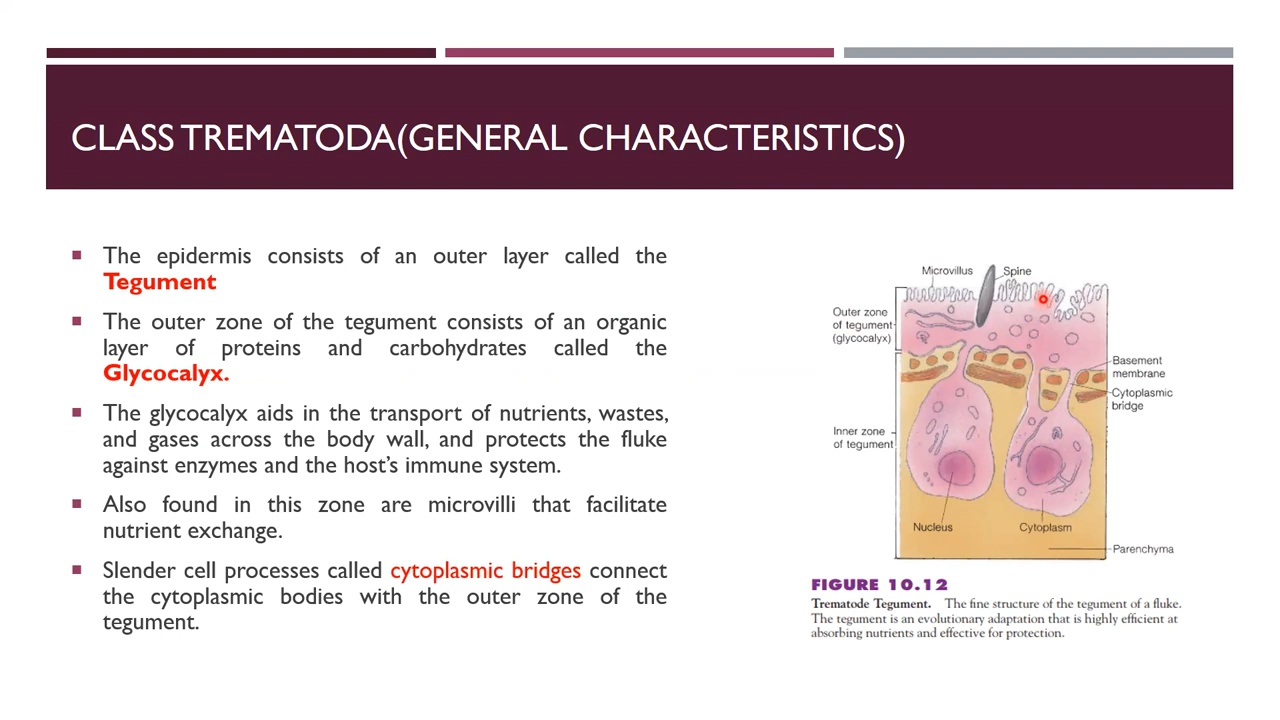 CLASS TREMATODA(GENERAL CHARACTERISTICS)
The epidermis consists of an outer layer called the
Tegument
The outer zone of the tegument consists of an organic
layer of proteins and carbohydrates called the
Glycocalyx.
The glycocalyx aids in the transport of nutrients, wastes,
and gases across the body wall, and protects the fluke
against enzymes and the host's immune system.
Also found in this zone are microvilli that facilitate
nutrient exchange.
Slender cell processes called cytoplasmic bridges connect
the cytoplasmic bodies with the outer zone of the
tegument.
Microvillus
Spine
Outer zone
of tegument
(glycocalyx)
Basement
membrane
Cytoplasmic
bridge
Inner zone
of tegument
Nucleus
Cytoplasm
Parenchyma
FIGURE 10.12
Trematode Tegument. The fine structure of the tegument of a fluke.
The tegument is an evolutionary adaptation that is highly efficient at
absorbing nutrients and effective for protection.